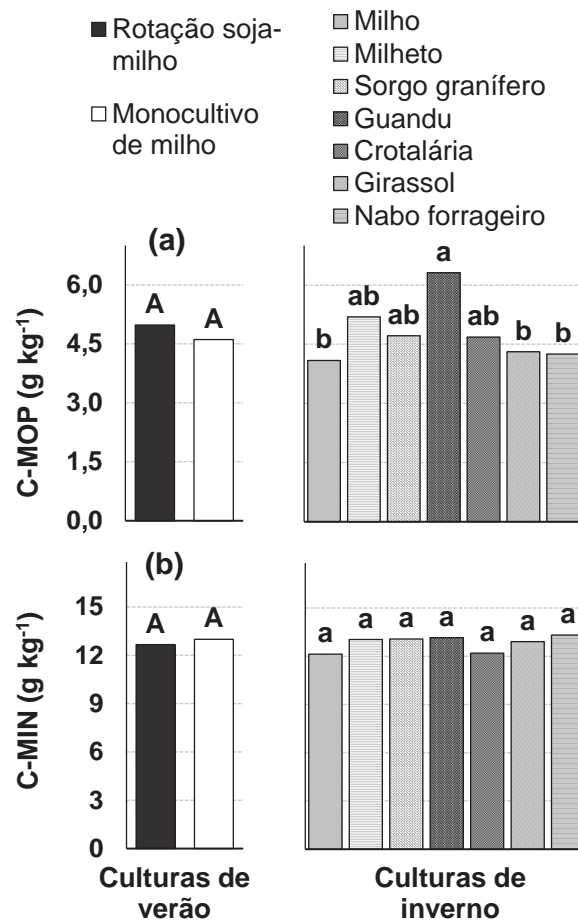 Rotação soja-
milho
Monocultivo
de milho
Milho
Milheto
Sorgo granífero
Guandu
Crotalária
Girassol
Nabo forrageiro
(a)
C-MOP (g kg-1)
6,0
4,5
3,0
1,5
0,0
A A
b ab ab a ab b b
(b)
C-MIN (g kg-1)
15
12
9
6
3
0
A A
a a a a a a a
Culturas de
verão
Culturas de
inverno